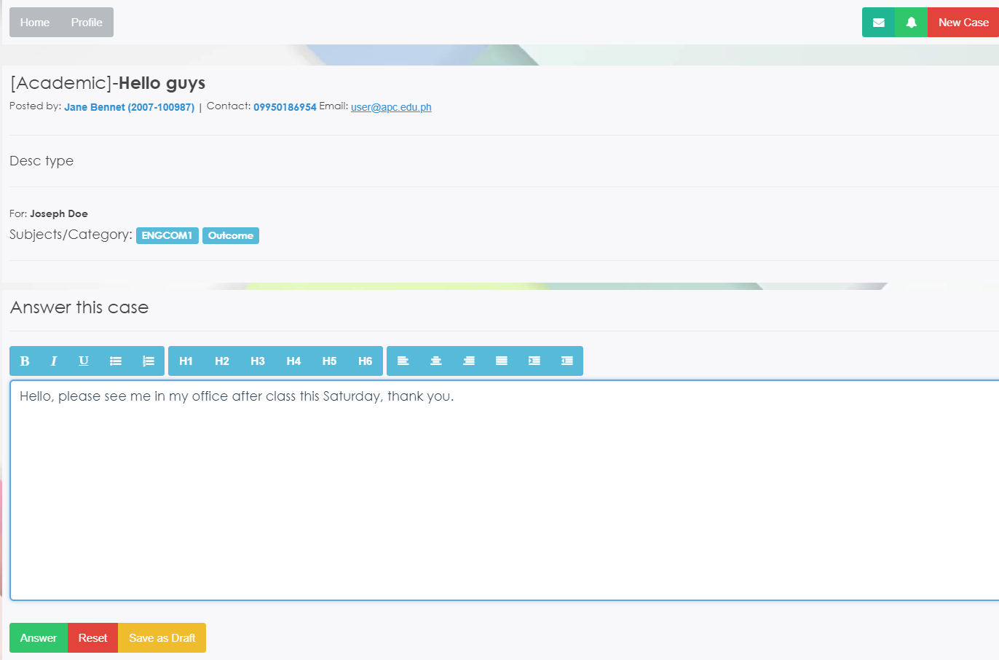 Home Profile New Case
[Academic]-Hello guys
Posted by: Jane Bennet (2007-100987) | Contact: 09950186954 Email: user@apc.edu.ph
Desc type
For: Joseph Doe
Subjects/Category: ENGCOM1 Outcome
Answer this case
B I U H1 H2 H3 H4 H5 H6
Hello, please see me in my office after class this Saturday, thank you.
Answer Reset Save as Draft